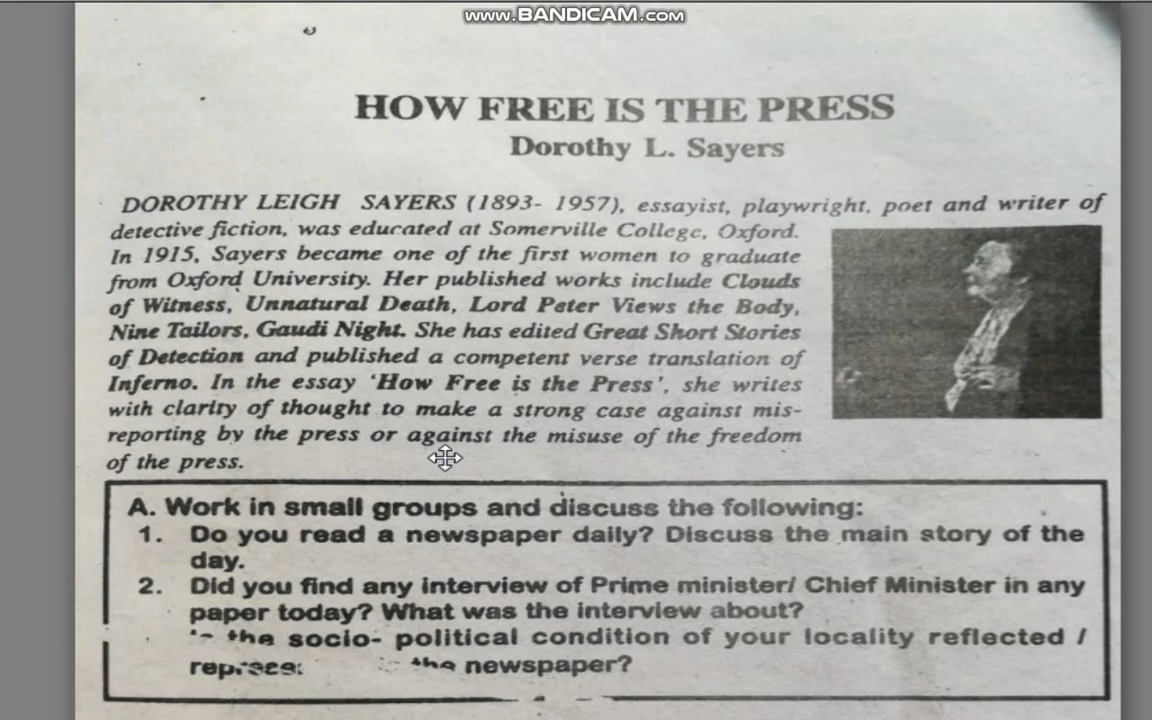 www.BANDICAM.com
HOW FREE IS THE PRESS
Dorothy L. Sayers
DOROTHY LEIGH SAYERS (1893- 1957), essayist, playwright, poet and writer of
detective fiction, was educated at Somerville College, Oxford.
In 1915, Sayers became one of the first women to graduate
from Oxford University. Her published works include Clouds
of Witness, Unnatural Death, Lord Peter Views the Body,
Nine Tailors, Gaudi Night. She has edited Great Short Stories
of Detection and published a competent verse translation of
Inferno. In the essay ‘How Free is the Press’, she writes
with clarity of thought to make a strong case against mis-
reporting by the press or against the misuse of the freedom
of the press.
A. Work in small groups and discuss the following:
1. Do you read a newspaper daily? Discuss the main story of the
day.
2. Did you find any interview of Prime minister/ Chief Minister in any
paper today? What was the interview about?
the socio- political condition of your locality reflected /
the newspaper?